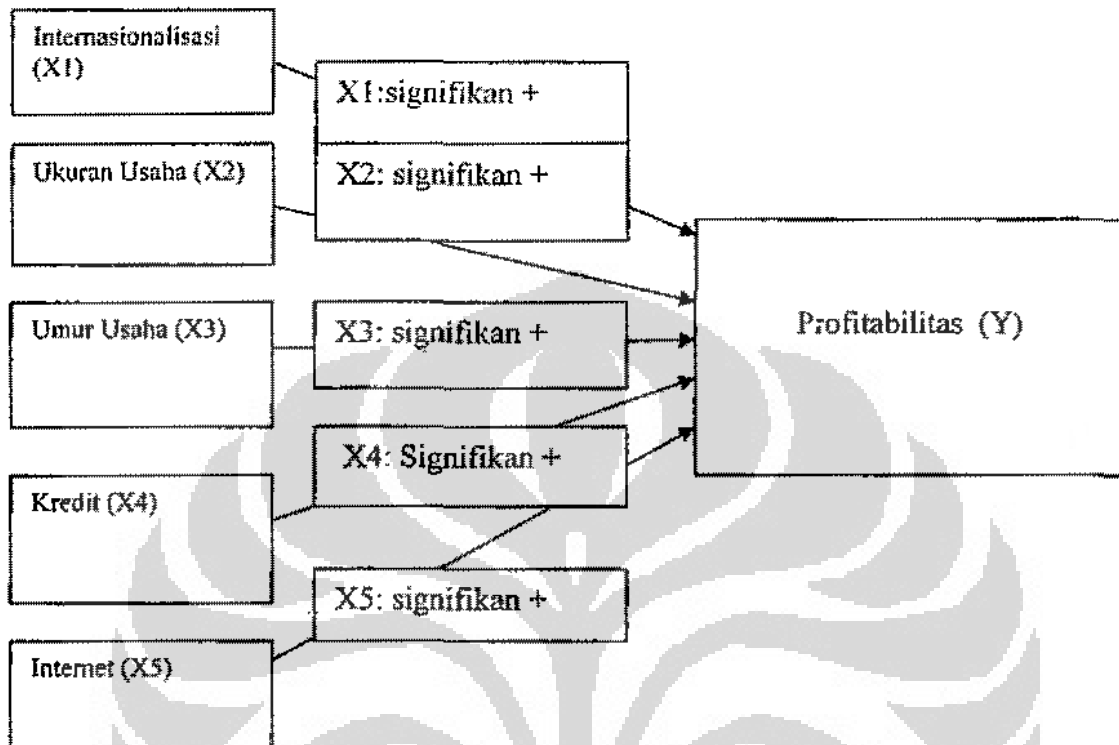 Internasionalisasi
(X1)
X1:signifikan +
Ukuran Usaha (X2)
X2: signifikan +
Umur Usaha (X3)
X3: signifikan +
Profitabilitas (Y)
Kredit (X4)
X4: Signifikan +
Internet (X5)
X5: signifikan +